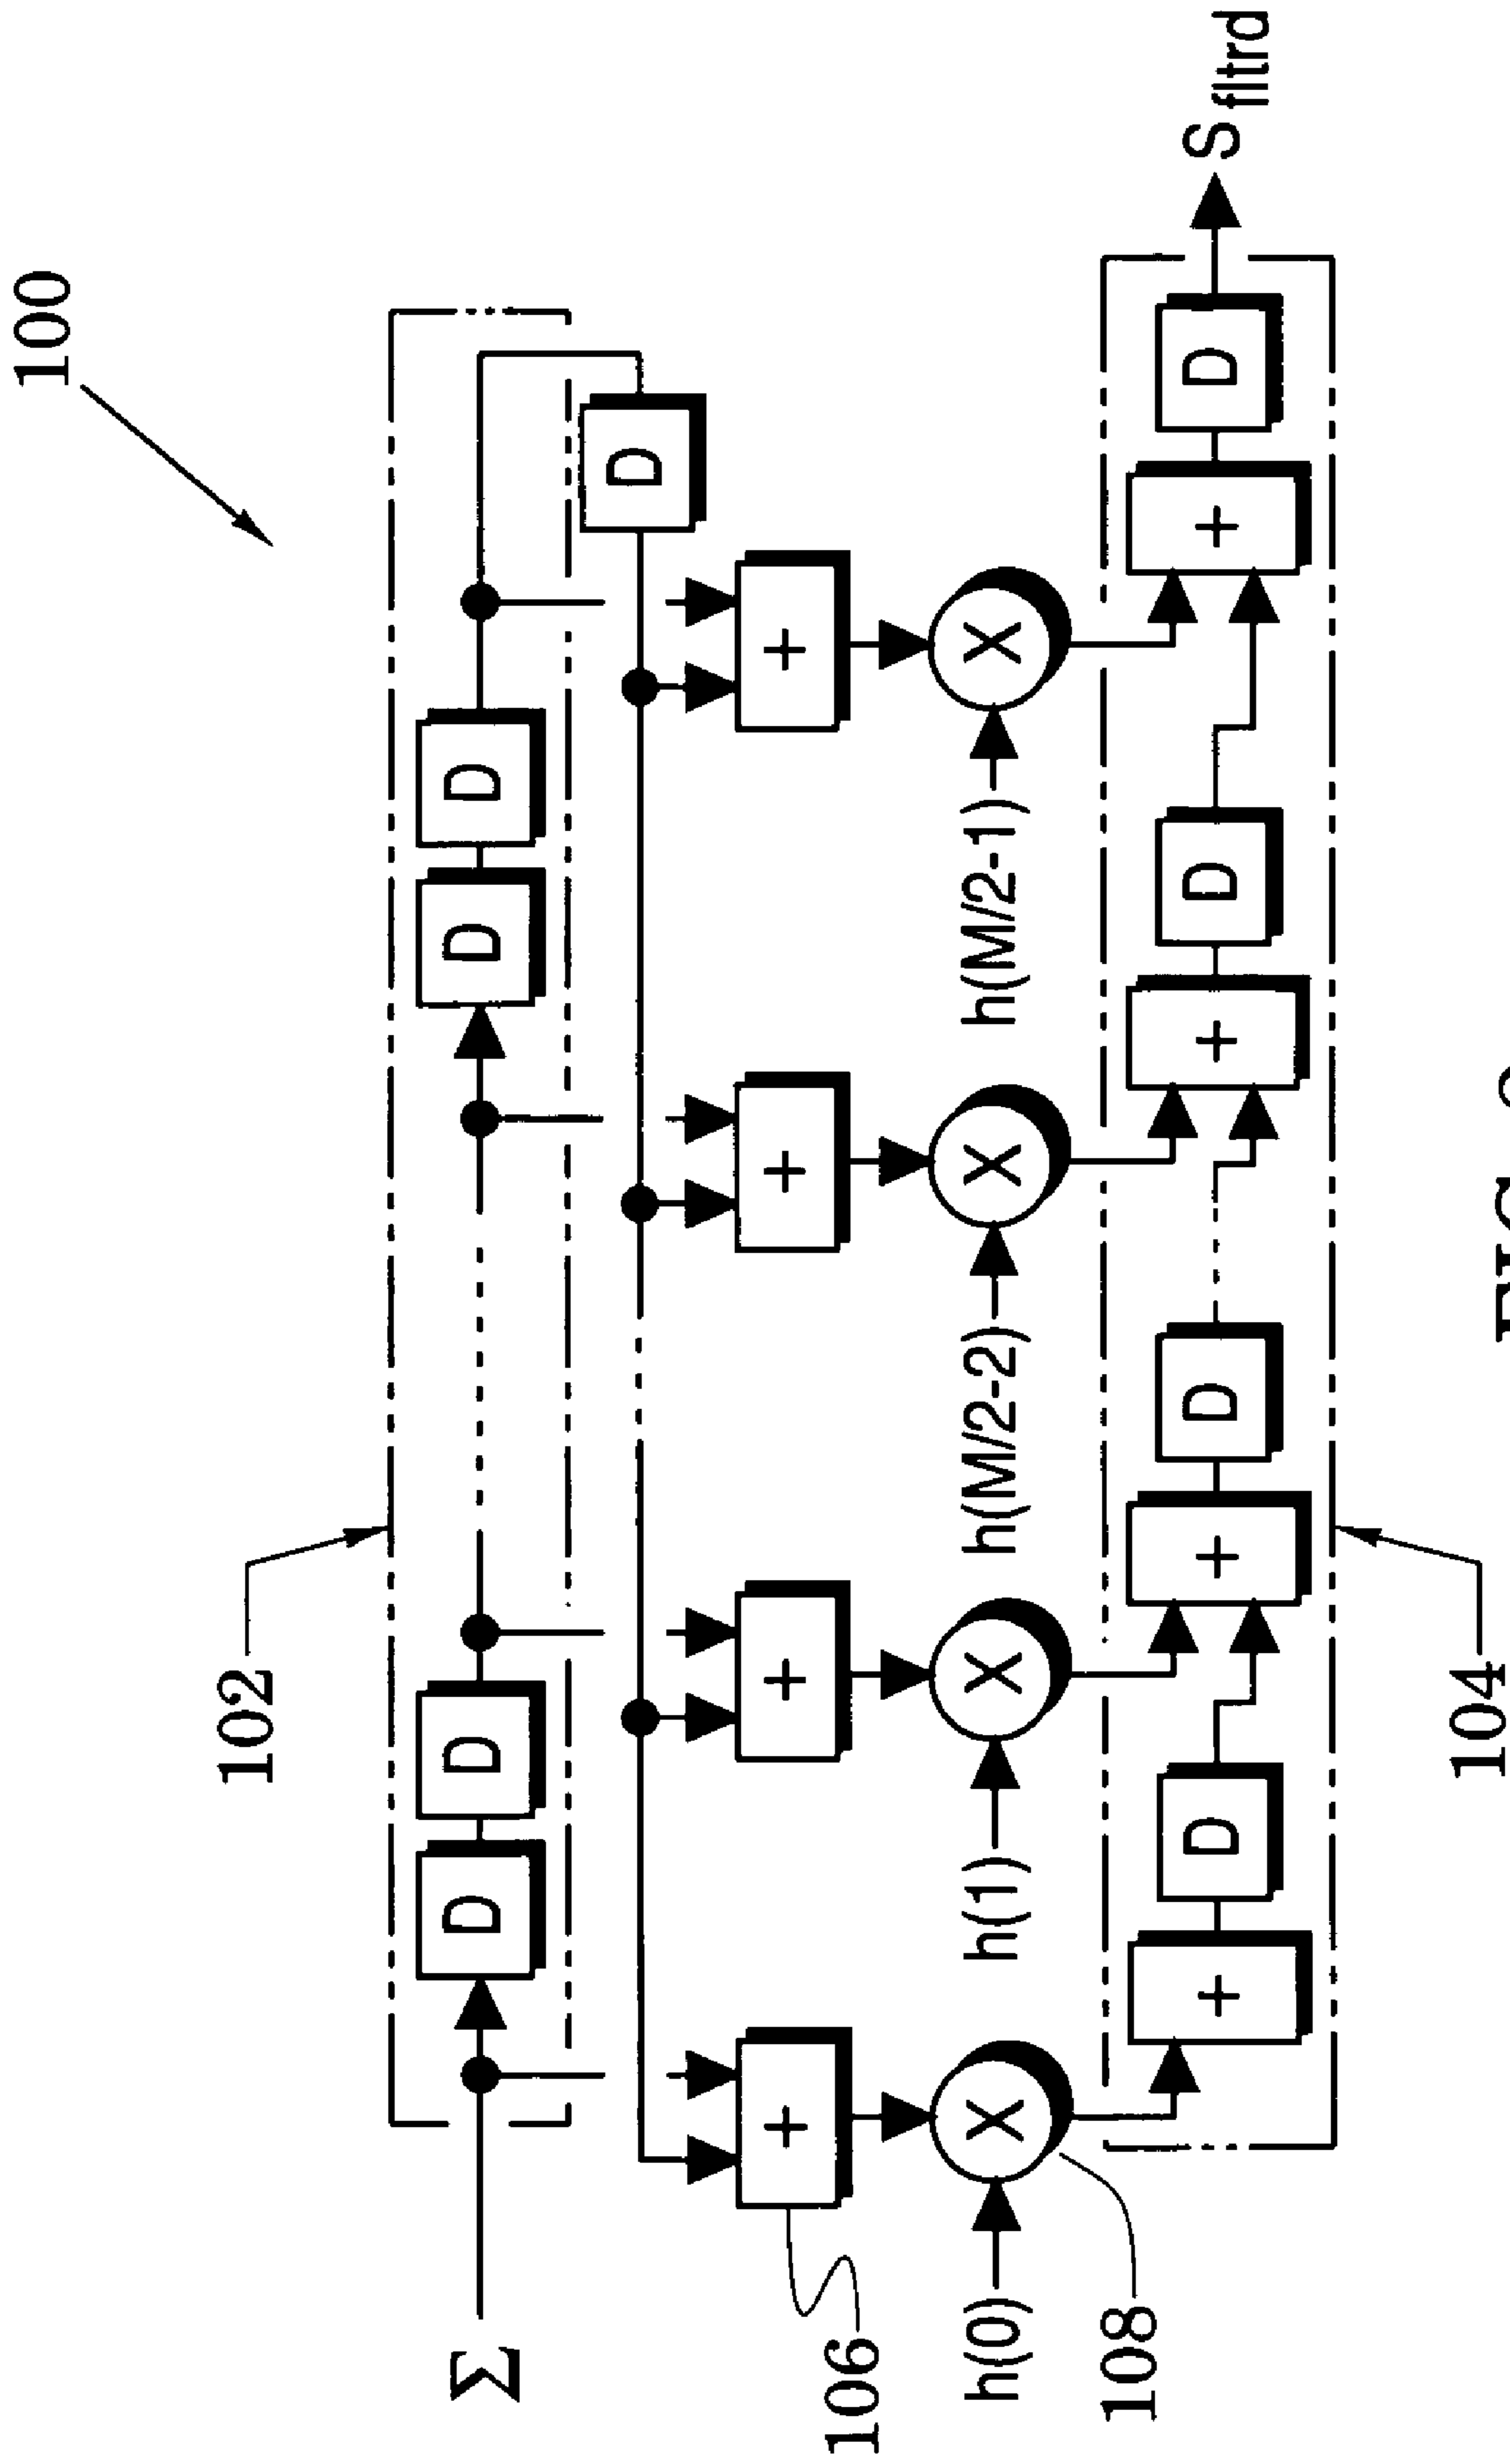 100
102
D D D D
Σ
D
+ + + +
106
h(0) X h(1) X h(M/2-2) X h(M/2-1) X
108
+ D + D + D + D S fltrd
104